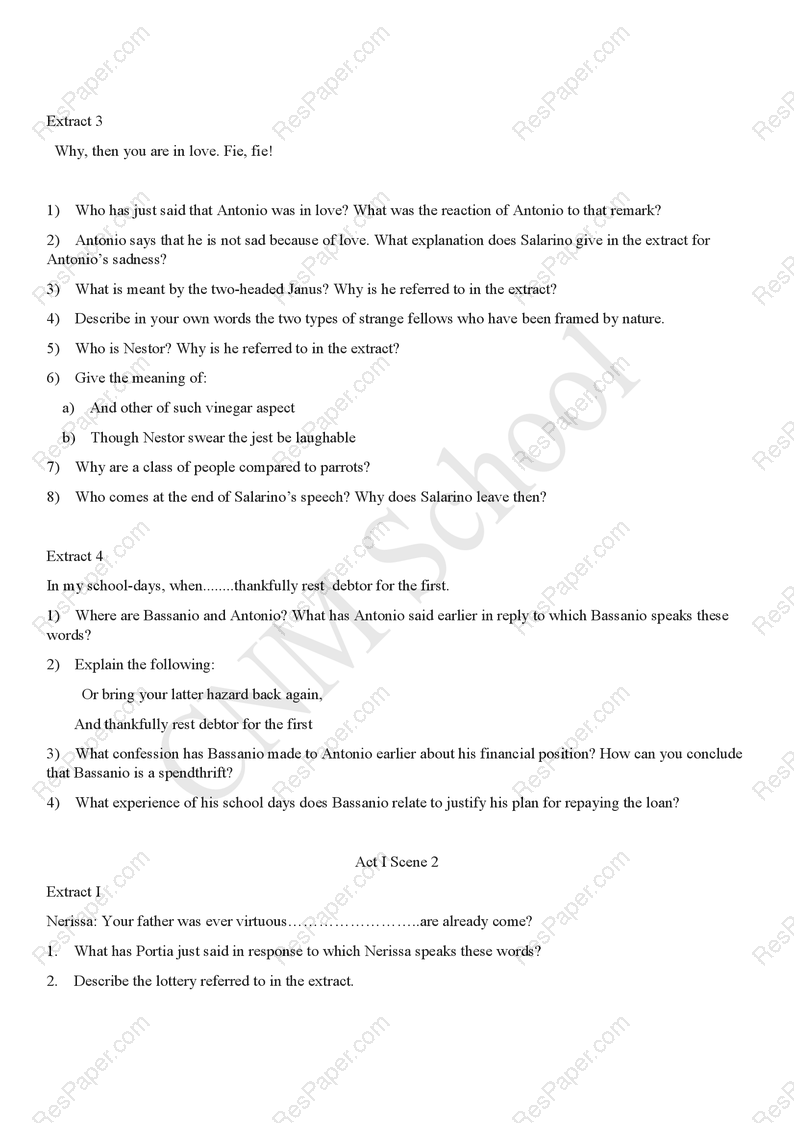 Extract 3
Why, then you are in love. Fie, fie!
1) Who has just said that Antonio was in love? What was the reaction of Antonio to that remark?
2) Antonio says that he is not sad because of love. What explanation does Salarino give in the extract for
Antonio’s sadness?
3) What is meant by the two-headed Janus? Why is he referred to in the extract?
4) Describe in your own words the two types of strange fellows who have been framed by nature.
5) Who is Nestor? Why is he referred to in the extract?
6) Give the meaning of:
a) And other of such vinegar aspect
b) Though Nestor swear the jest be laughable
7) Why are a class of people compared to parrots?
8) Who comes at the end of Salarino’s speech? Why does Salarino leave then?
Extract 4
In my school-days, when........thankfully rest debtor for the first.
1) Where are Bassanio and Antonio? What has Antonio said earlier in reply to which Bassanio speaks these
words?
2) Explain the following:
Or bring your latter hazard back again,
And thankfully rest debtor for the first
3) What confession has Bassanio made to Antonio earlier about his financial position? How can you conclude
that Bassanio is a spendthrift?
4) What experience of his school days does Bassanio relate to justify his plan for repaying the loan?
Act I Scene 2
Extract I
Nerissa: Your father was ever virtuous……………………..are already come?
1. What has Portia just said in response to which Nerissa speaks these words?
2. Describe the lottery referred to in the extract.
CNM School
ResPaper.com